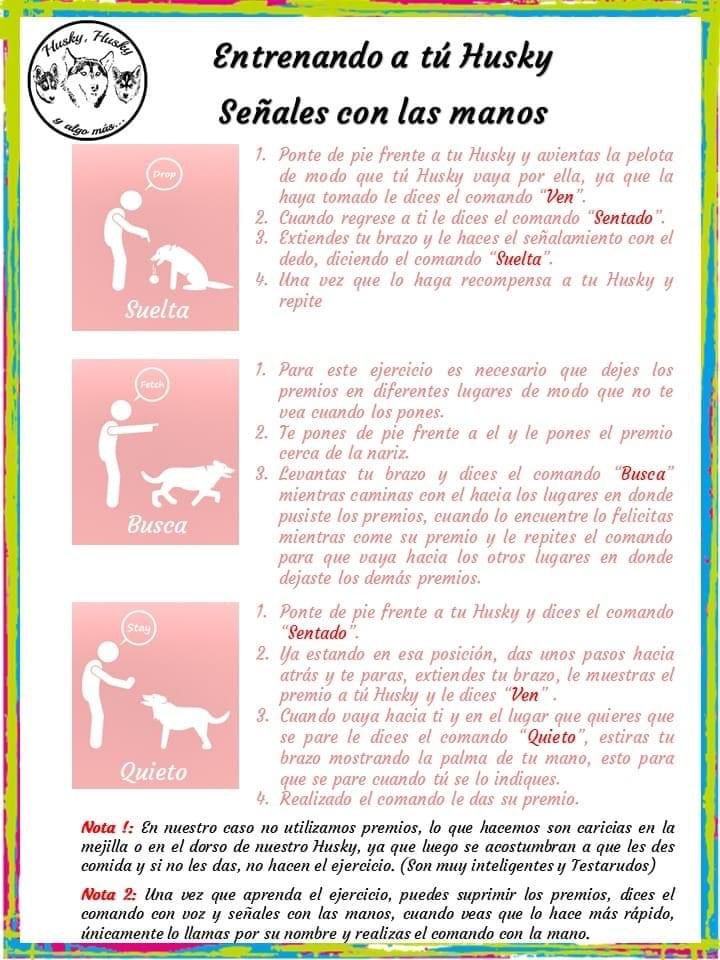 Husky, Husky
y algo más...
Entrenando a tú Husky
Señales con las manos
Drop
Suelta
1. Ponte de pie frente a tu Husky y avientas la pelota
de modo que tú Husky vaya por ella, ya que la
haya tomado le dices el comando “Ven”.
2. Cuando regrese a ti le dices el comando “Sentado”.
3. Extiendes tu brazo y le haces el señalamiento con el
dedo, diciendo el comando “Suelta”.
4. Una vez que lo haga recompensa a tu Husky y
repite
Fetch
Busca
1. Para este ejercicio es necesario que dejes los
premios en diferentes lugares de modo que no te
vea cuando los pones.
2. Te pones de pie frente a el y le pones el premio
cerca de la nariz.
3. Levantas tu brazo y dices el comando “Busca”
mientras caminas con el hacia los lugares en donde
pusiste los premios, cuando lo encuentre lo felicitas
mientras come su premio y le repites el comando
para que vaya hacia los otros lugares en donde
dejaste los demás premios.
Stay
Quieto
1. Ponte de pie frente a tu Husky y dices el comando
“Sentado”.
2. Ya estando en esa posición, das unos pasos hacia
atrás y te paras, extiendes tu brazo, le muestras el
premio a tú Husky y le dices “Ven” .
3. Cuando vaya hacia ti y en el lugar que quieres que
se pare le dices el comando “Quieto”, estiras tu
brazo mostrando la palma de tu mano, esto para
que se pare cuando tú se lo indiques.
4. Realizado el comando le das su premio.
Nota !: En nuestro caso no utilizamos premios, lo que hacemos son caricias en la
mejilla o en el dorso de nuestro Husky, ya que luego se acostumbran a que les des
comida y si no les das, no hacen el ejercicio. (Son muy inteligentes y Testarudos)
Nota 2: Una vez que aprenda el ejercicio, puedes suprimir los premios, dices el
comando con voz y señales con las manos, cuando veas que lo hace más rápido,
únicamente lo llamas por su nombre y realizas el comando con la mano.